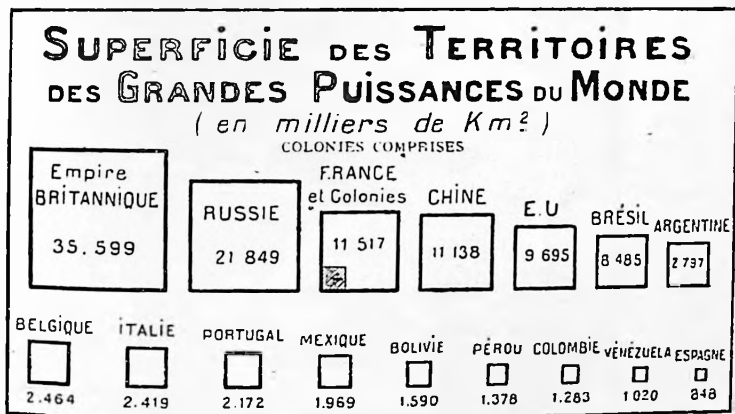 SUPERFICIE DES TERRITOIRES
DES GRANDES PUISSANCES DU MONDE
(en milliers de Km²)
COLONIES COMPRISES
Empire
BRITANNIQUE
35.599
RUSSIE
21 849
FRANCE
et Colonies
11 517
CHINE
11 138
E.U
9 695
BRÉSIL
8 485
ARGENTINE
2 797
BELGIQUE
2.464
ITALIE
2.419
PORTUGAL
2.172
MEXIQUE
1.969
BOLIVIE
1.590
PÉROU
1.378
COLOMBIE
1.283
VÉNÉZUELA
1020
ESPAGNE
848